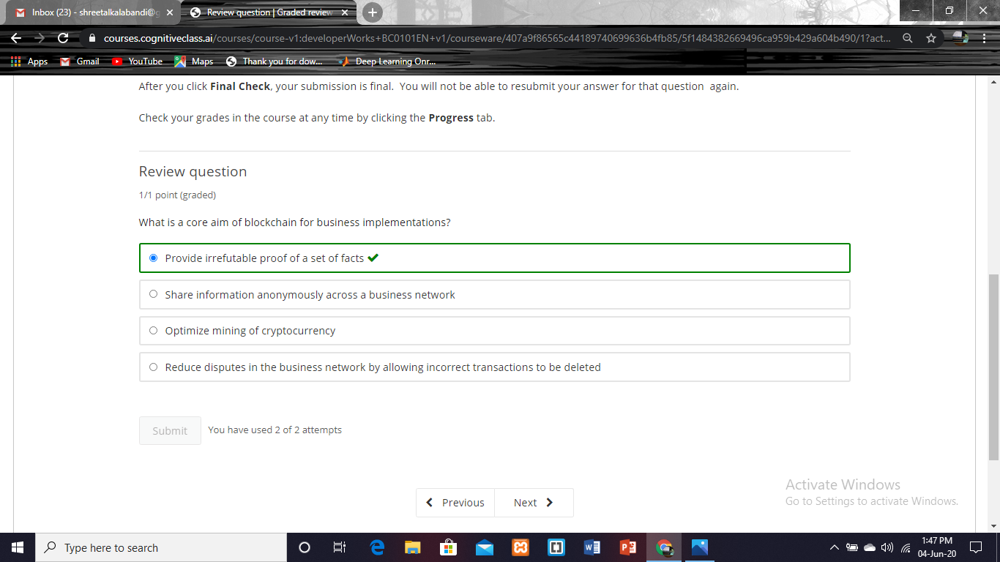 Inbox (23) - shreetalkalabandi@g
Review question | Graded review
courses.cognitiveclass.ai/courses/course-v1:developerWorks+BC0101EN+v1/courseware/407a9f86565c44189740699636b4fb85/5f1484382669496ca959b429a604b490/1?act...
Apps Gmail YouTube Maps Thank you for dow... Deep Learning Onr...
After you click Final Check, your submission is final. You will not be able to resubmit your answer for that question again.
Check your grades in the course at any time by clicking the Progress tab.
Review question
1/1 point (graded)
What is a core aim of blockchain for business implementations?
Provide irrefutable proof of a set of facts
Share information anonymously across a business network
Optimize mining of cryptocurrency
Reduce disputes in the business network by allowing incorrect transactions to be deleted
Submit You have used 2 of 2 attempts
Previous Next
Activate Windows
Go to Settings to activate Windows.
Type here to search
1:47 PM
04-Jun-20